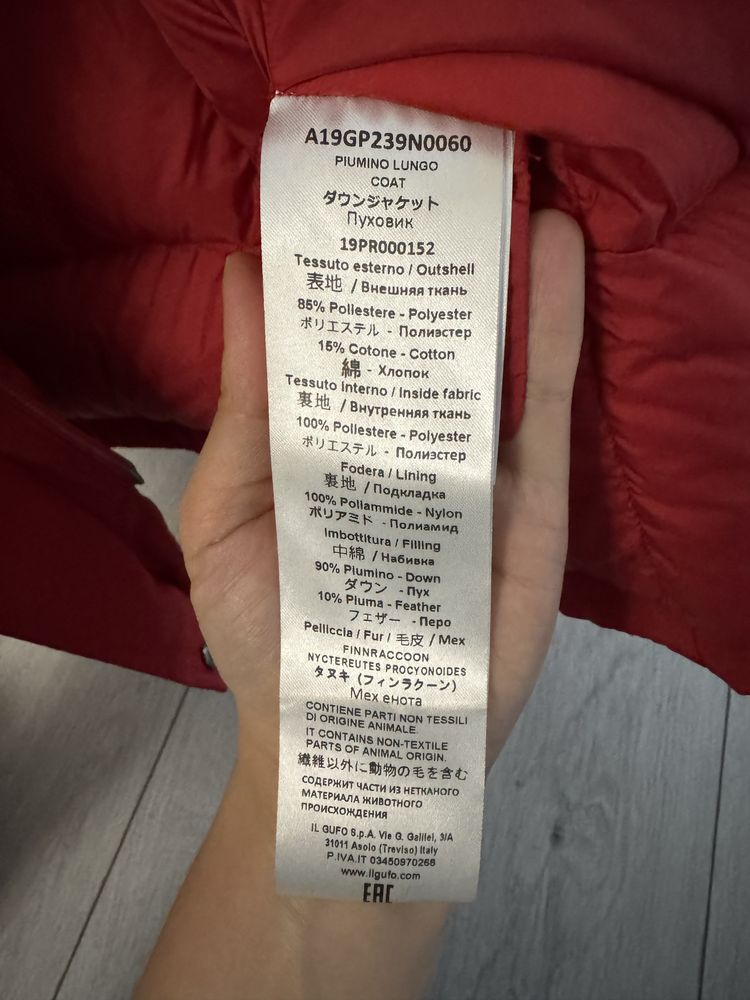 A19GP239N0060
PIUMINO LUNGO
COAT
ダウンジャケット
Пуховик
19PR000152
Tessuto esterno / Outshell
表地 / Внешняя ткань
85% Poliestere - Polyester
ポリエステル - Полиэстер
15% Cotone - Cotton
綿 - Хлопок
Tessuto Interno / Inside fabric
裏地 / Внутренняя ткань
100% Poliestere - Polyester
ポリエステル - Полиэстер
Fodera / Lining
裏地 / Подкладка
100% Poliammide - Nylon
ポリアミド - Полиамид
Imbottitura / Filling
中綿 / Набивка
90% Piumino - Down
ダウン - Пух
10% Piuma - Feather
フェザー - Перо
Pelliccia / Fur / 毛皮 / Мех
FINNRACCOON
NYCTEREUTES PROCYONOIDES
タヌキ (フィンラクーン)
Мех енота
CONTIENE PARTI NON TESSILI
DI ORIGINE ANIMALE.
IT CONTAINS NON-TEXTILE
PARTS OF ANIMAL ORIGIN.
繊維以外に動物の毛を含む
СОДЕРЖИТ ЧАСТИ ИЗ НЕТКАНОГО
МАТЕРИАЛА ЖИВОТНОГО
ПРОИСХОЖДЕНИЯ
IL GUFO S.p.A. Via G. Galilei, 3/A
31011 Asolo (Treviso) Italy
P.IVA.IT 03450970268
www.ilgufo.com
EAC